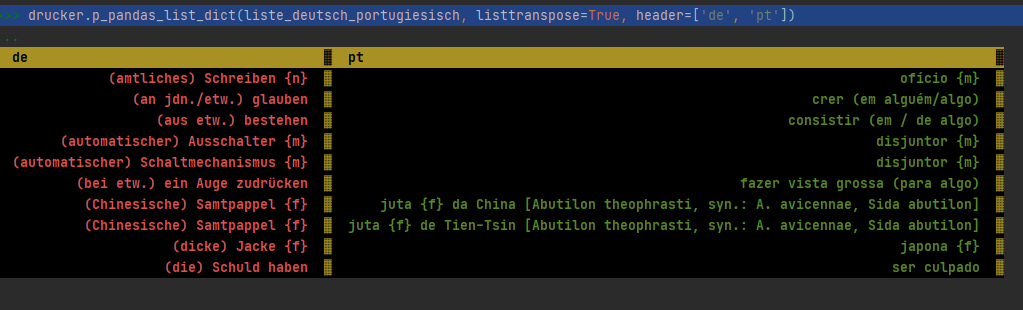 >>> drucker.p_pandas_list_dict(liste_deutsch_portugiesisch, listtranspose=True, header=['de', 'pt'])
...
de pt
(amtliches) Schreiben {n} ofício {m}
(an jdn./etw.) glauben crer (em alguém/algo)
(aus etw.) bestehen consistir (em / de algo)
(automatischer) Ausschalter {m} disjuntor {m}
(automatischer) Schaltmechanismus {m} disjuntor {m}
(bei etw.) ein Auge zudrücken fazer vista grossa (para algo)
(Chinesische) Samtpappel {f} juta {f} da China [Abutilon theophrasti, syn.: A. avicennae, Sida abutilon]
(Chinesische) Samtpappel {f} juta {f} de Tien-Tsin [Abutilon theophrasti, syn.: A. avicennae, Sida abutilon]
(dicke) Jacke {f} japona {f}
(die) Schuld haben ser culpado